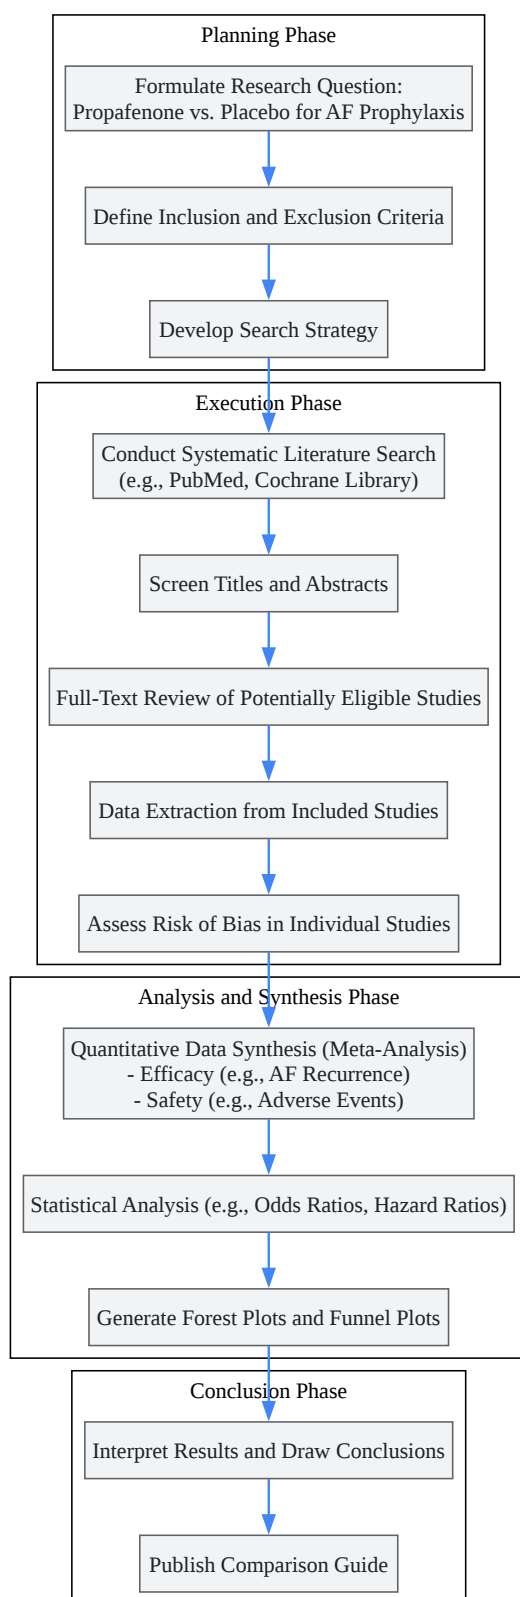 Planning Phase
Formulate Research Question:
Propafenone vs. Placebo for AF Prophylaxis
Define Inclusion and Exclusion Criteria
Develop Search Strategy
Execution Phase
Conduct Systematic Literature Search
(e.g., PubMed, Cochrane Library)
Screen Titles and Abstracts
Full-Text Review of Potentially Eligible Studies
Data Extraction from Included Studies
Assess Risk of Bias in Individual Studies
Analysis and Synthesis Phase
Quantitative Data Synthesis (Meta-Analysis)
- Efficacy (e.g., AF Recurrence)
- Safety (e.g., Adverse Events)
Statistical Analysis (e.g., Odds Ratios, Hazard Ratios)
Generate Forest Plots and Funnel Plots
Conclusion Phase
Interpret Results and Draw Conclusions
Publish Comparison Guide